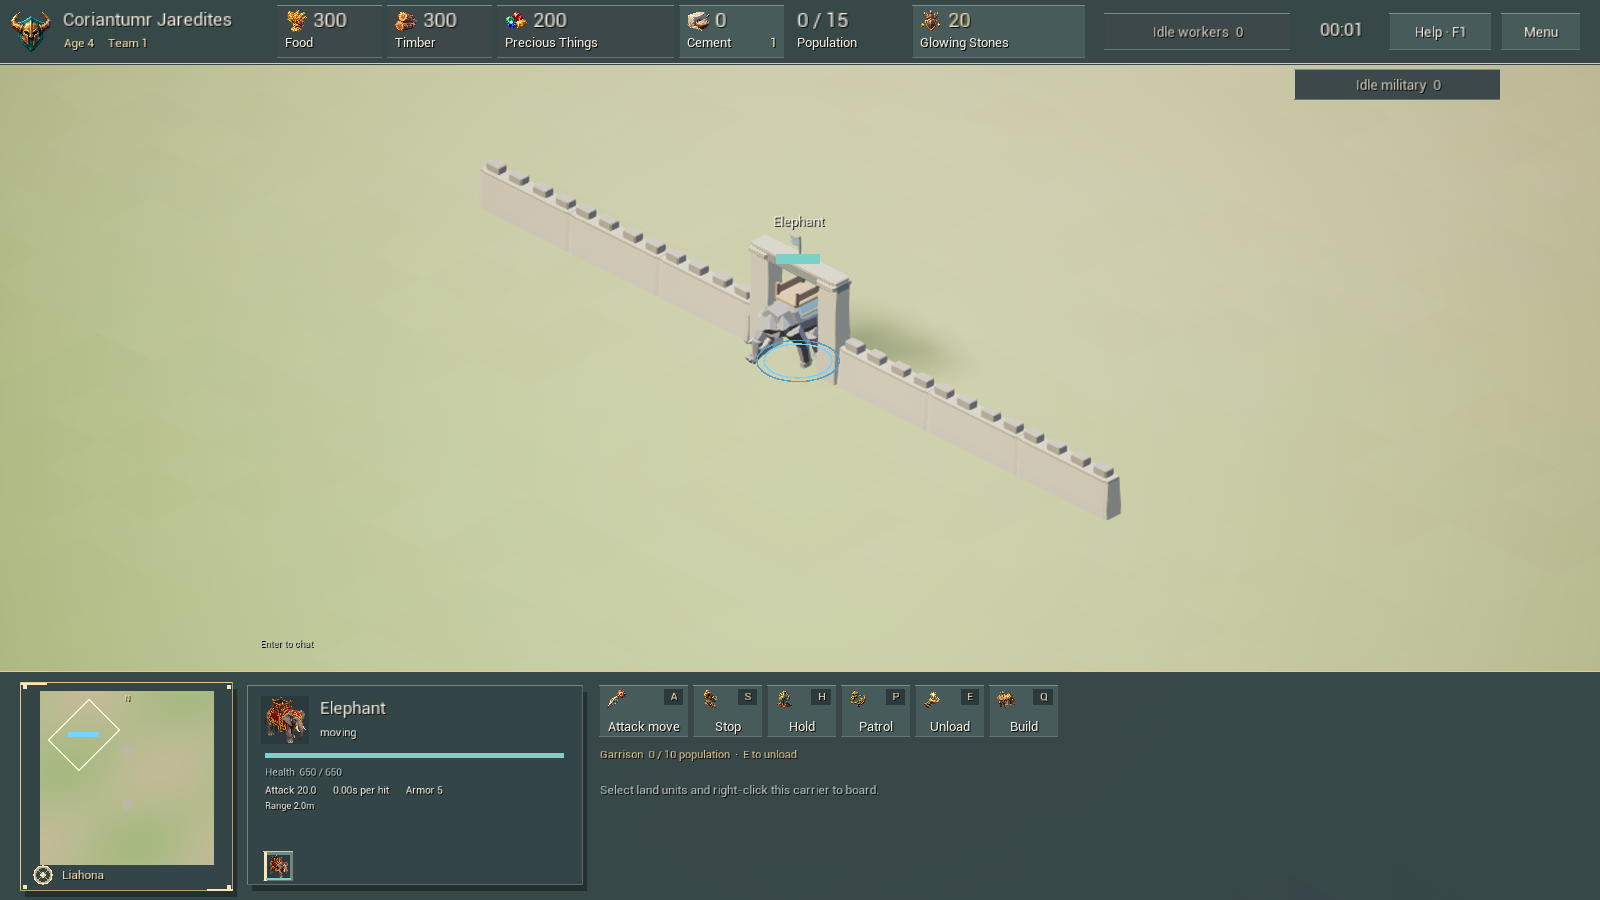 Coriantumr Jaredites
Age 4 Team 1
300
Food
300
Timber
200
Precious Things
0
Cement 1
0 / 15
Population
20
Glowing Stones
Idle workers 0
00:01
Help · F1
Menu
Idle military 0
Elephant
Enter to chat
N
Liahona
Elephant
moving
Health 650 / 650
Attack 20.0 0.00s per hit Armor 5
Range 2.0m
A
Attack move
S
Stop
H
Hold
P
Patrol
E
Unload
Q
Build
Garrison 0 / 10 population · E to unload
Select land units and right-click this carrier to board.